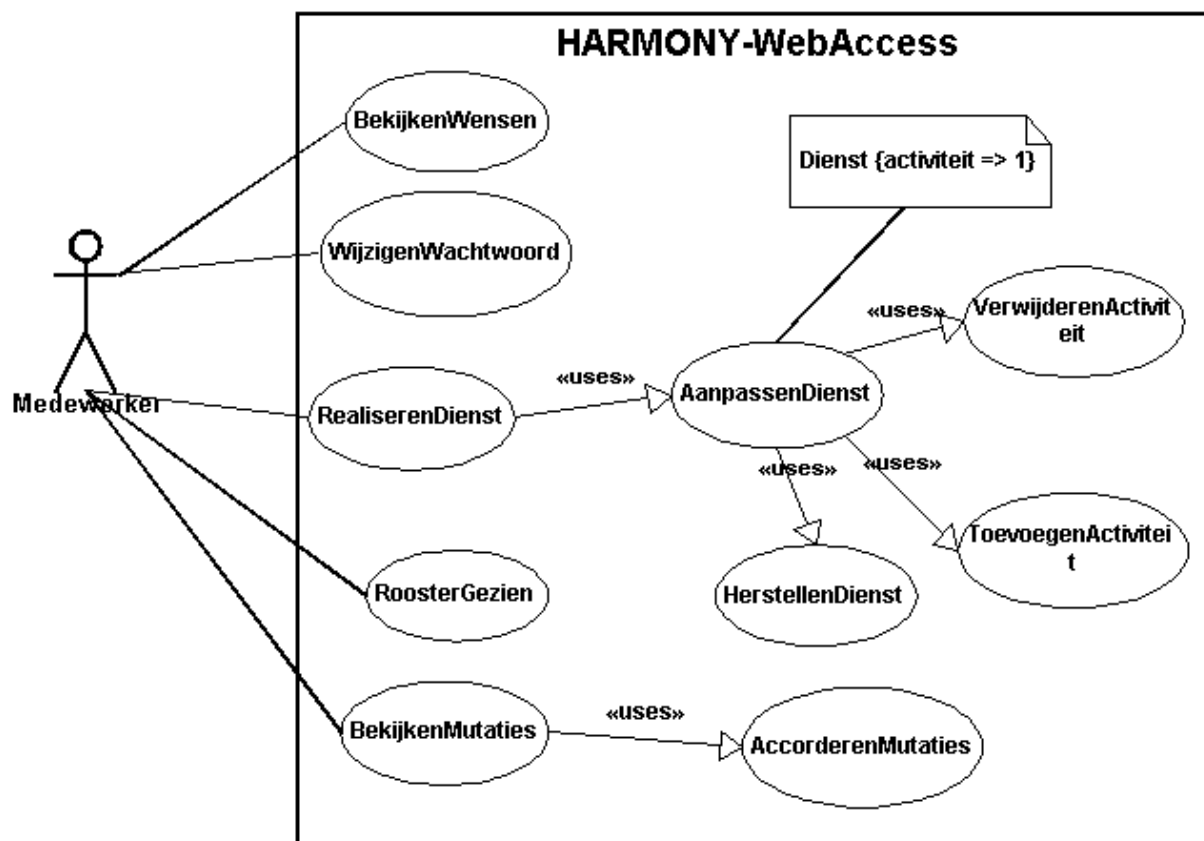 HARMONY-WebAccess
BekijkenWensen
Dienst {activiteit => 1}
WijzigenWachtwoord
«uses»
VerwijderenActivit
eit
«uses»
AanpassenDienst
Medewerker
RealiserenDienst
«uses»
«uses»
ToevoegenActivitei
t
RoosterGezien
HerstellenDienst
«uses»
BekijkenMutaties
AccorderenMutaties